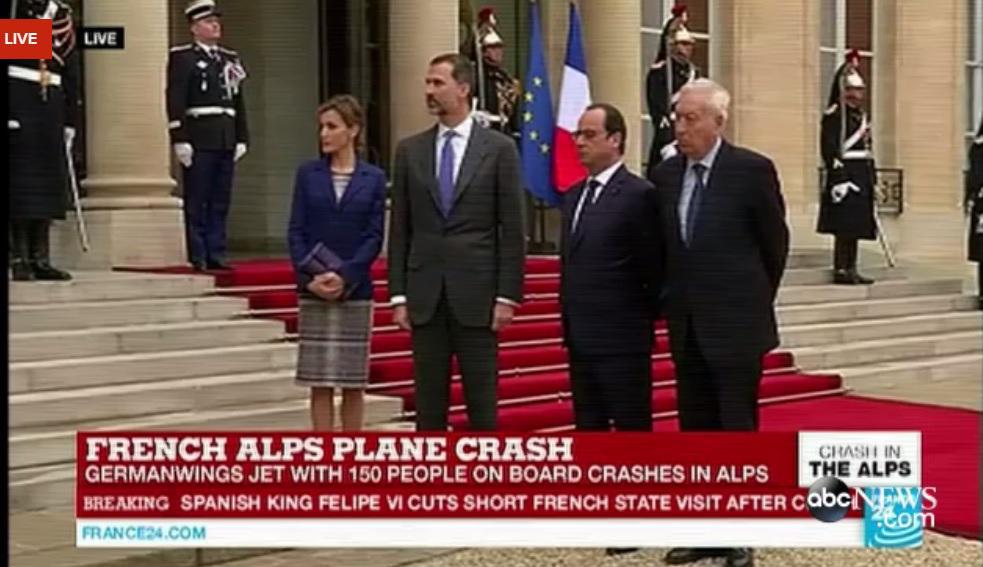 LIVE
LIVE
FRENCH ALPS PLANE CRASH
GERMANWINGS JET WITH 150 PEOPLE ON BOARD CRASHES IN ALPS
CRASH IN
THE ALPS
BREAKING SPANISH KING FELIPE VI CUTS SHORT FRENCH STATE VISIT AFTER
abc NEWS
.com
24
FRANCE24.COM